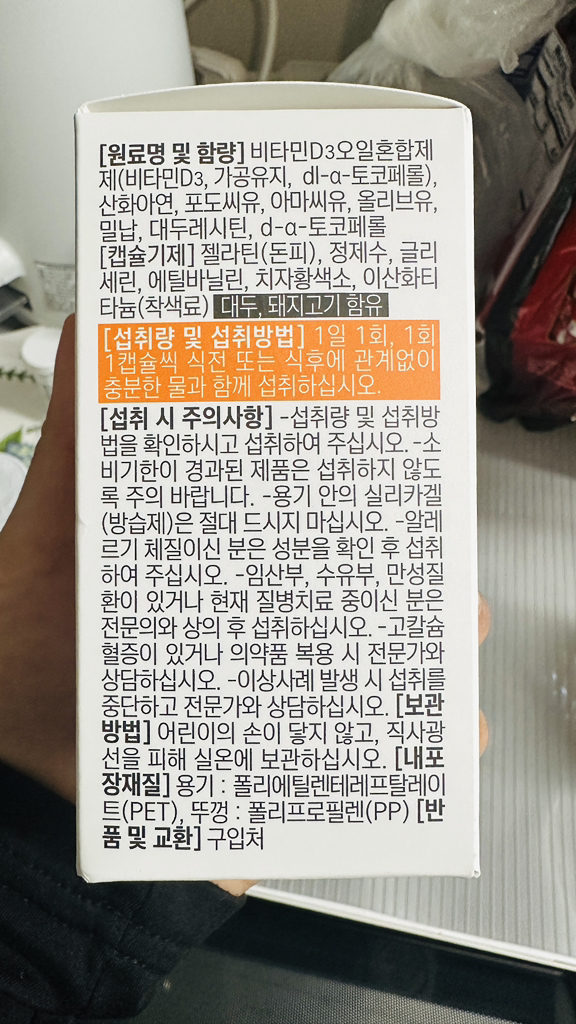 [원료명 및 함량] 비타민D3오일혼합제
제(비타민D3, 가공유지, dl-α-토코페롤),
산화아연, 포도씨유, 아마씨유, 올리브유,
밀납, 대두레시틴, d-α-토코페롤
[캡슐기제] 젤라틴(돈피), 정제수, 글리
세린, 에틸바닐린, 치자황색소, 이산화티
타늄(착색료) 대두, 돼지고기 함유
[섭취량 및 섭취방법] 1일 1회, 1회
1캡슐씩 식전 또는 식후에 관계없이
충분한 물과 함께 섭취하십시오.
[섭취 시 주의사항] -섭취량 및 섭취방
법을 확인하시고 섭취하여 주십시오. -소
비기한이 경과된 제품은 섭취하지 않도
록 주의 바랍니다. -용기 안의 실리카겔
(방습제)은 절대 드시지 마십시오. -알레
르기 체질이신 분은 성분을 확인 후 섭취
하여 주십시오. -임산부, 수유부, 만성질
환이 있거나 현재 질병치료 중이신 분은
전문의와 상의 후 섭취하십시오. -고칼슘
혈증이 있거나 의약품 복용 시 전문가와
상담하십시오. -이상사례 발생 시 섭취를
중단하고 전문가와 상담하십시오. [보관
방법] 어린이의 손이 닿지 않고, 직사광
선을 피해 실온에 보관하십시오. [내포
장재질] 용기 : 폴리에틸렌테레프탈레이
트(PET), 뚜껑 : 폴리프로필렌(PP) [반
품 및 교환] 구입처